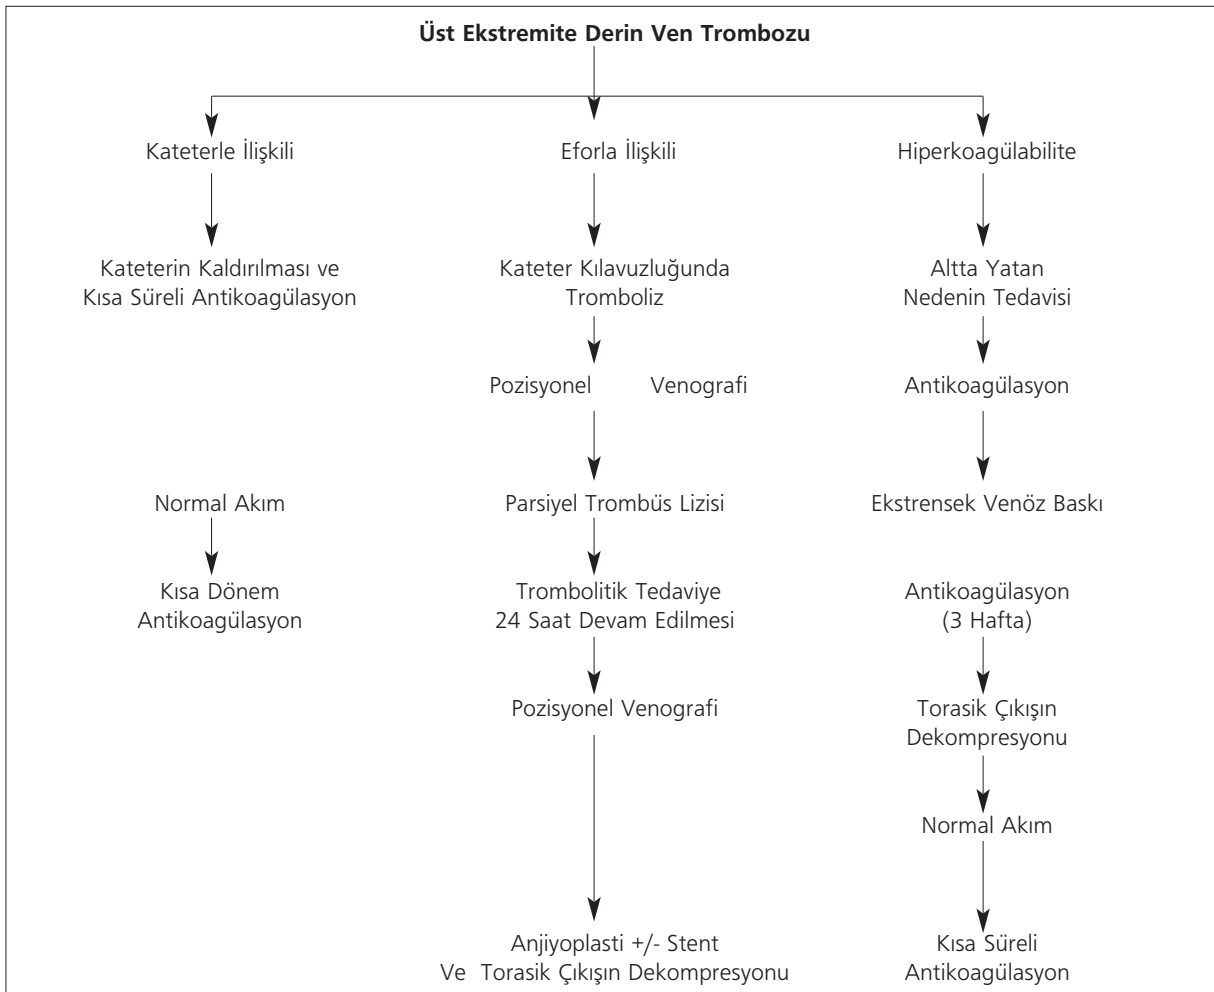 Üst Ekstremite Derin Ven Trombozu
Kateterle İlişkili
Eforla İlişkili
Hiperkoagülabilite
Kateterin Kaldırılması ve
Kısa Süreli Antikoagülasyon
Kateter Kılavuzluğunda
Tromboliz
Altta Yatan
Nedenin Tedavisi
Pozisyonel Venografi
Antikoagülasyon
Normal Akım
Parsiyel Trombüs Lizisi
Ekstrensek Venöz Baskı
Kısa Dönem
Antikoagülasyon
Trombolitik Tedaviye
24 Saat Devam Edilmesi
Antikoagülasyon
(3 Hafta)
Pozisyonel Venografi
Torasik Çıkışın
Dekompresyonu
Normal Akım
Anjiyoplasti +/- Stent
Ve Torasik Çıkışın Dekompresyonu
Kısa Süreli
Antikoagülasyon